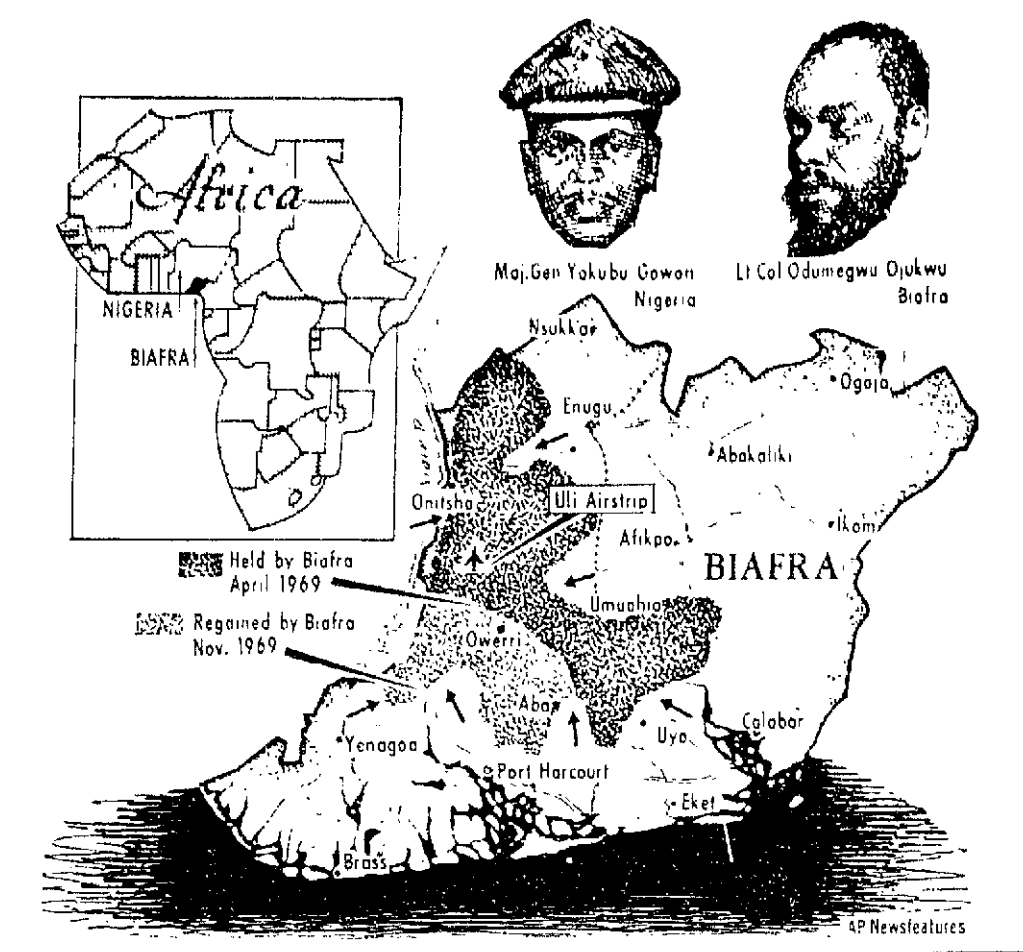 Maj.Gen Yakubu Gowon
Nigeria
Lt Col Odumegwu Ojukwu
Biafra
Africa
NIGERIA
BIAFRA
Nsukka
Ogoja
Enugu
Abakaliki
Onitsha
Uli Airstrip
Ikom
Afikpo
BIAFRA
Held by Biafra
April 1969
Umuahia
Regained by Biafra
Nov. 1969
Owerri
Aba
Calabar
Uyo
Yenagoa
Port Harcourt
Eket
Brass
AP Newsfeatures